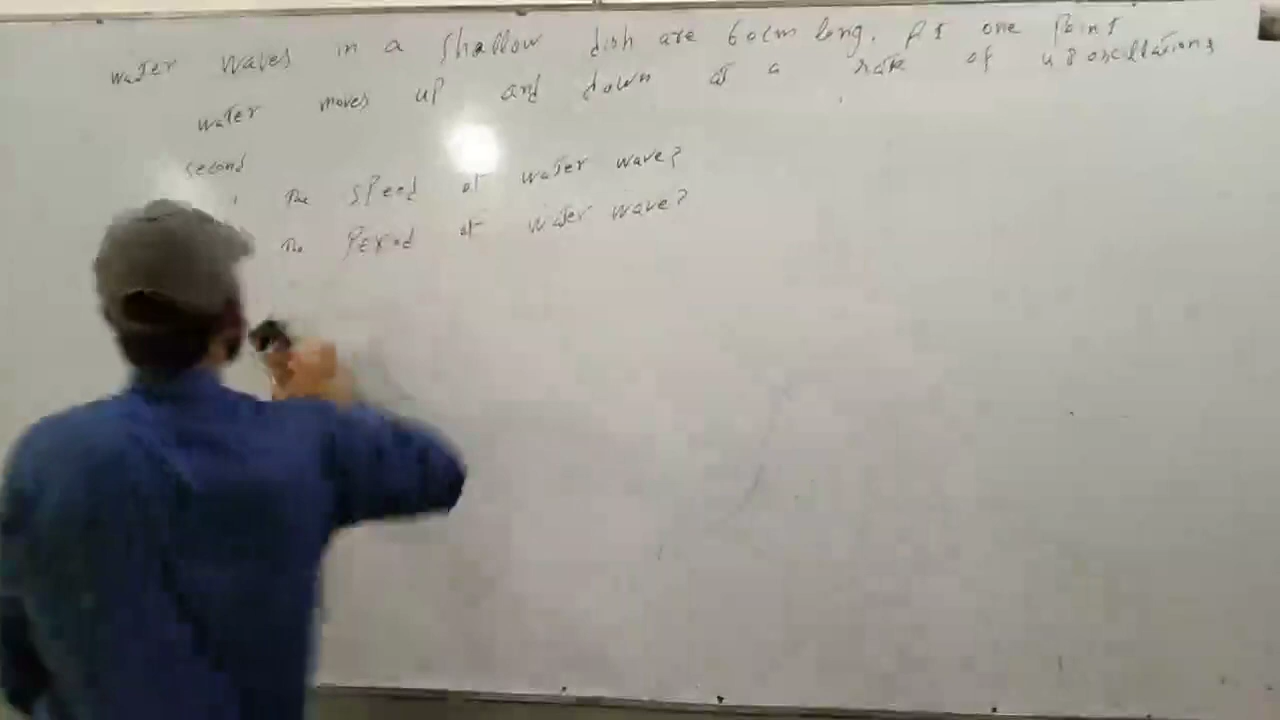 water waves in a shallow dish are 6 0cm long. At one Point
water moves up and down at a rate of 4 8 oscillations
second
The speed of water wave?
The Period of water wave?